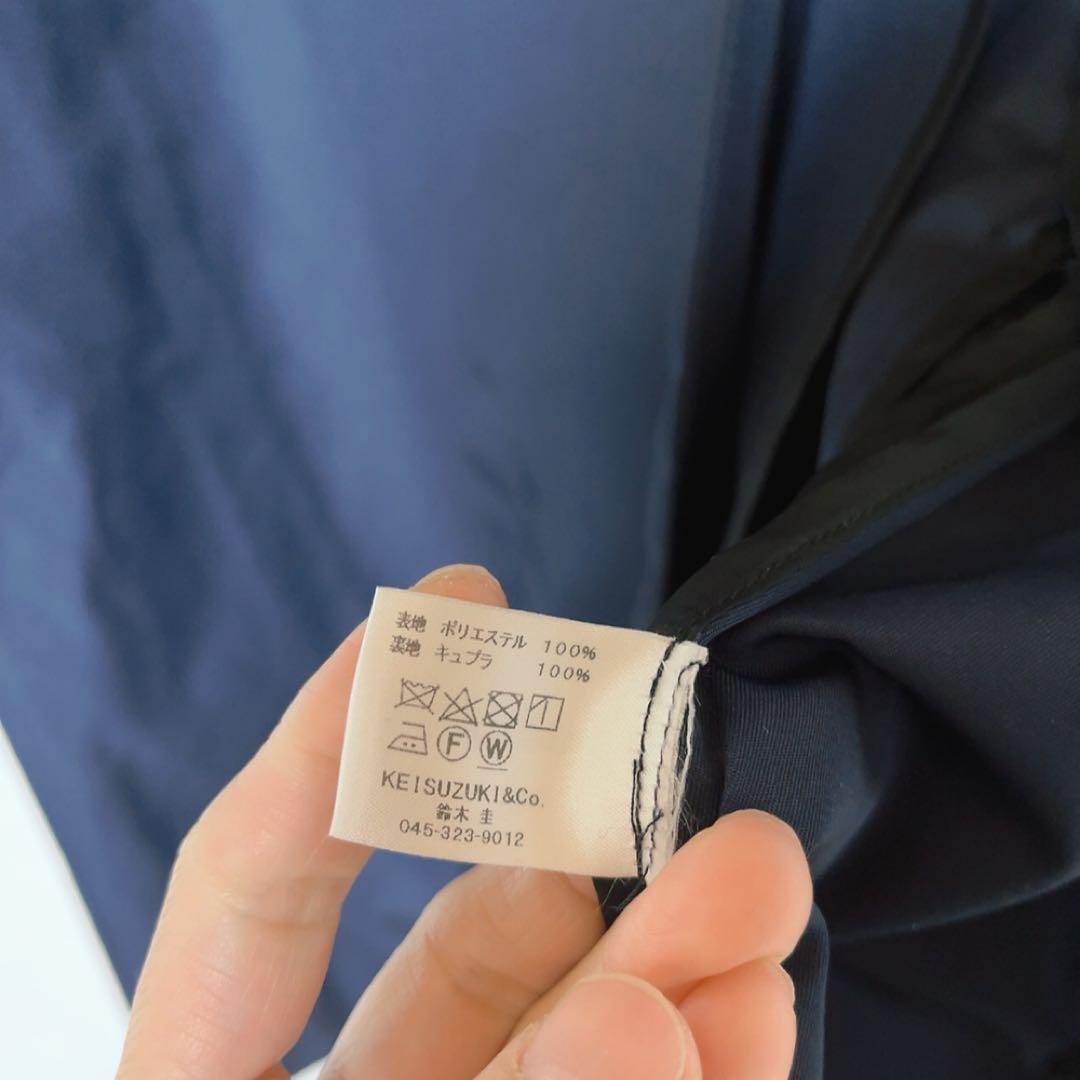 表地 ポリエステル 100%
裏地 キュプラ 100%
F W
KEISUZUKI&Co.
鈴木 圭
045-323-9012